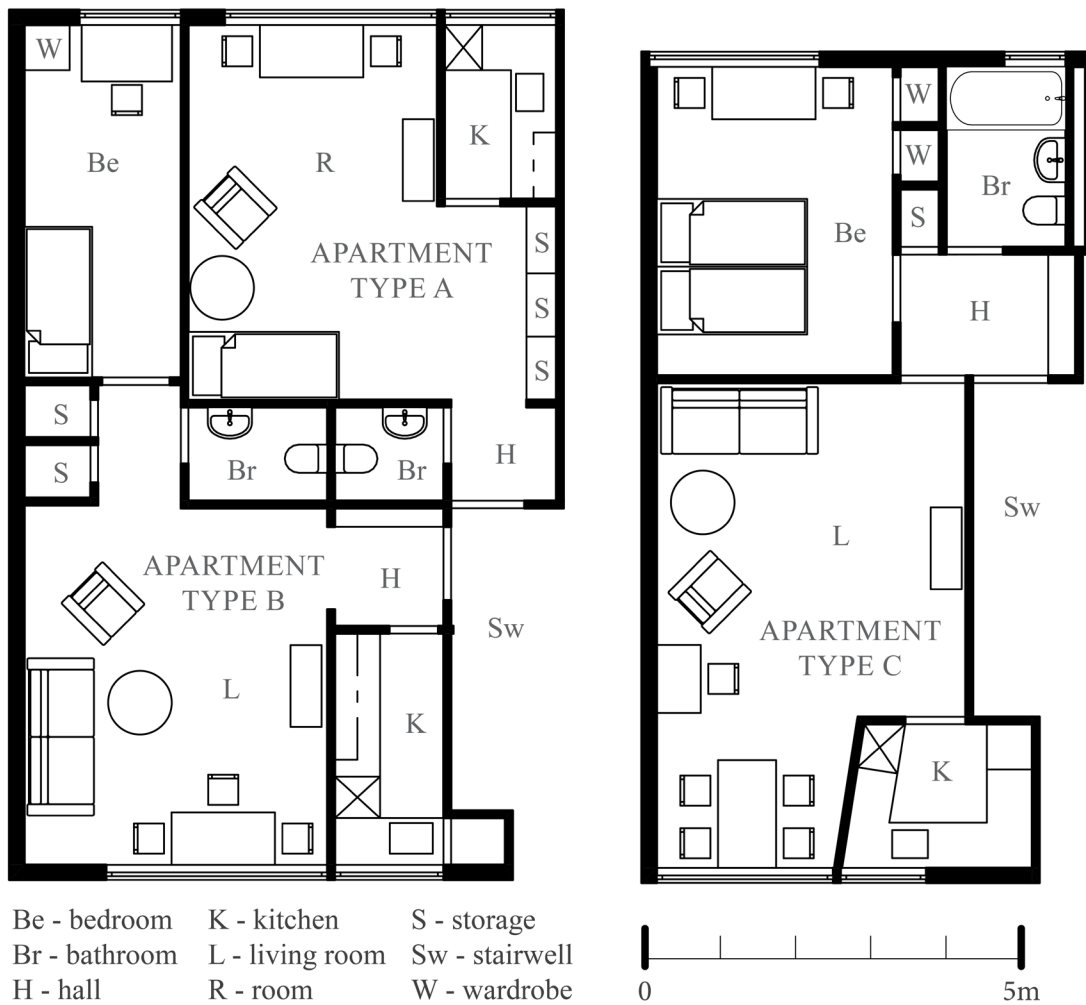 W
Be
R
K
APARTMENT
TYPE A
S
S
S
S
S
Br
Br
H
APARTMENT
TYPE B
H
Sw
L
K
W
W
S
Br
Be
H
L
Sw
APARTMENT
TYPE C
K
Be - bedroom
Br - bathroom
H - hall
K - kitchen
L - living room
R - room
S - storage
Sw - stairwell
W - wardrobe
0
5m